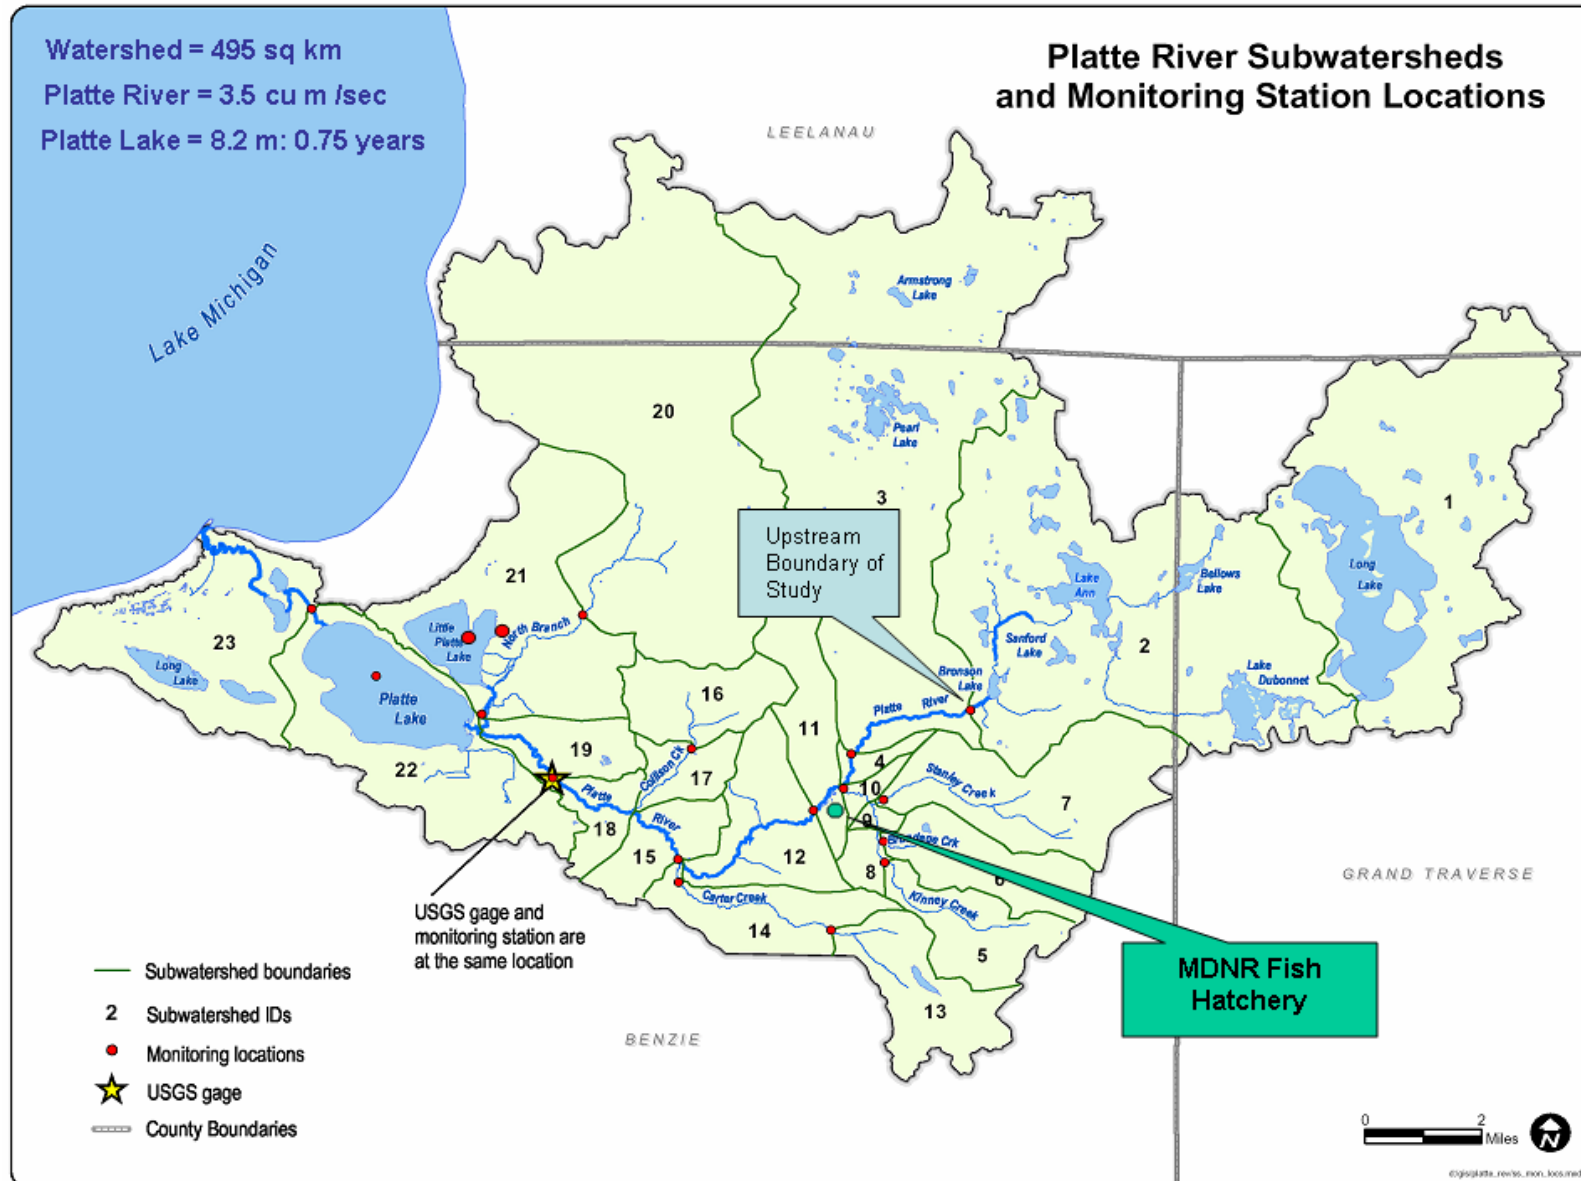 Watershed = 495 sq km
Platte River = 3.5 cu m /sec
Platte Lake = 8.2 m: 0.75 years
Platte River Subwatersheds
and Monitoring Station Locations
LEELANAU
Lake Michigan
Armstrong
Lake
20
Pearl
Lake
3
1
Long
Lake
Upstream
Boundary of
Study
21
Lake
Ann
Bellows
Lake
Little
Platte
Lake
North Branch
Sanford
Lake
2
23
Long
Lake
Bronson
Lake
Lake
Dubonnet
Platte
Lake
16
Platte River
11
19
Collison Ck
17
4
Stanley Creek
22
10
7
Platte
River
9
18
Brundage Crk
15
12
8
6
Carter Creek
Kinney Creek
GRAND TRAVERSE
14
5
USGS gage and
monitoring station are
at the same location
MDNR Fish
Hatchery
13
BENZIE
Subwatershed boundaries
2 Subwatershed IDs
Monitoring locations
USGS gage
County Boundaries
0 2
Miles
N